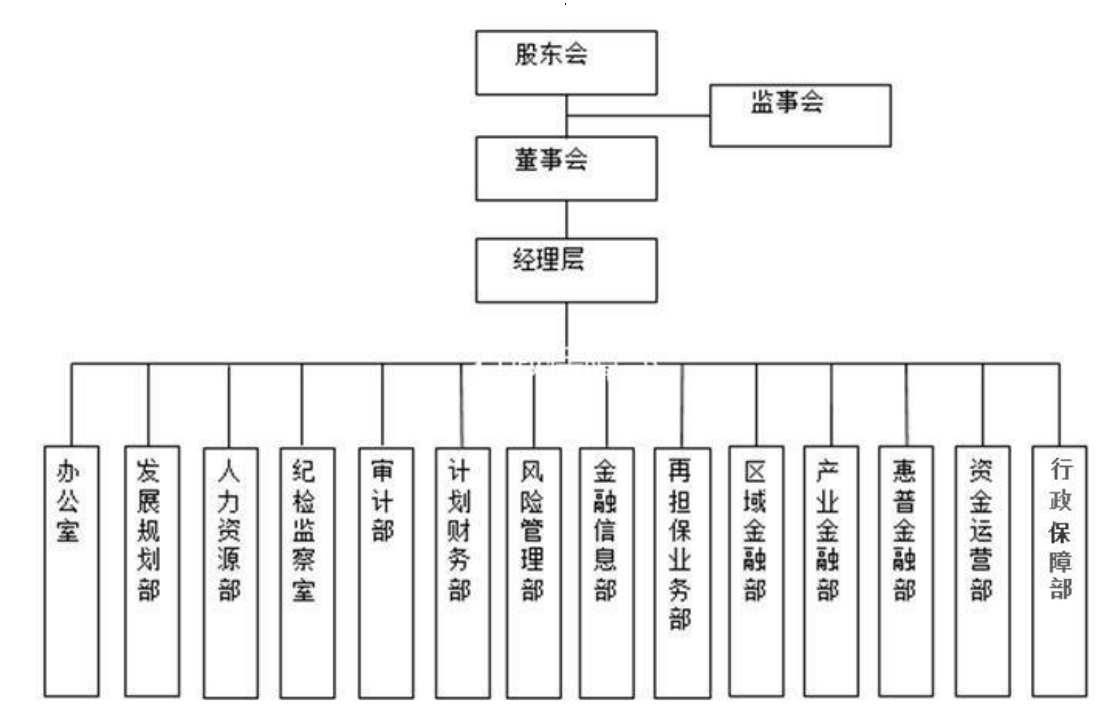 股东会
监事会
董事会
经理层
办公室
发展规划部
人力资源部
纪检监察室
审计部
计划财务部
风险管理部
金融信息部
再担保业务部
区域金融部
产业金融部
惠普金融部
资金运营部
行政保障部